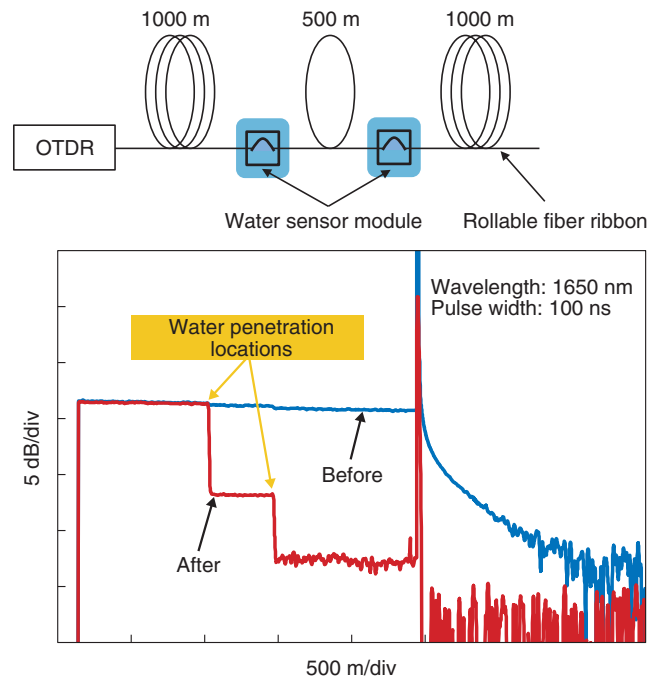 1000 m
500 m
1000 m
OTDR
Water sensor module
Rollable fiber ribbon
Wavelength: 1650 nm
Pulse width: 100 ns
Water penetration
locations
Before
After
5 dB/div
500 m/div